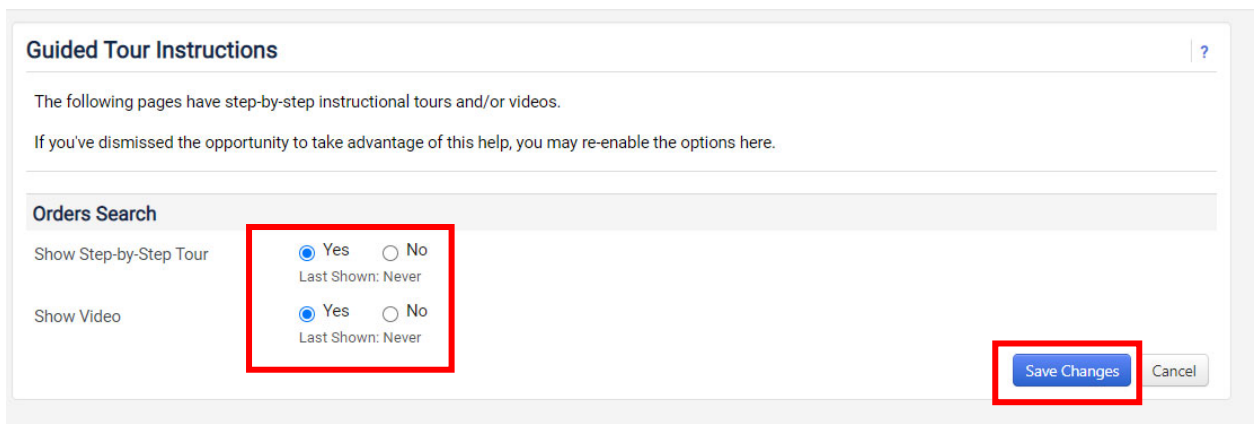 Guided Tour Instructions
?
The following pages have step-by-step instructional tours and/or videos.
If you've dismissed the opportunity to take advantage of this help, you may re-enable the options here.
Orders Search
Show Step-by-Step Tour Yes No
Last Shown: Never
Show Video Yes No
Last Shown: Never
Save Changes Cancel